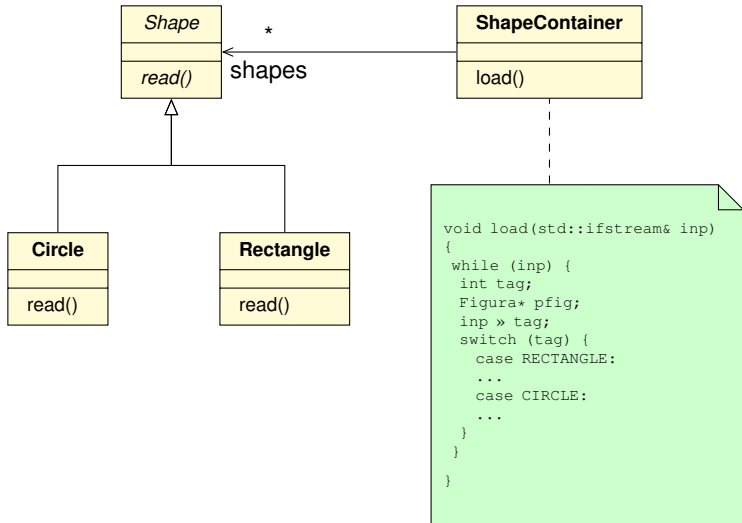 Shape
read()
*
shapes
ShapeContainer
load()
Circle
read()
Rectangle
read()
void load(std::ifstream& inp)
{
while (inp) {
int tag;
Figura* pfig;
inp » tag;
switch (tag) {
case RECTANGLE:
...
case CIRCLE:
...
}
}
}